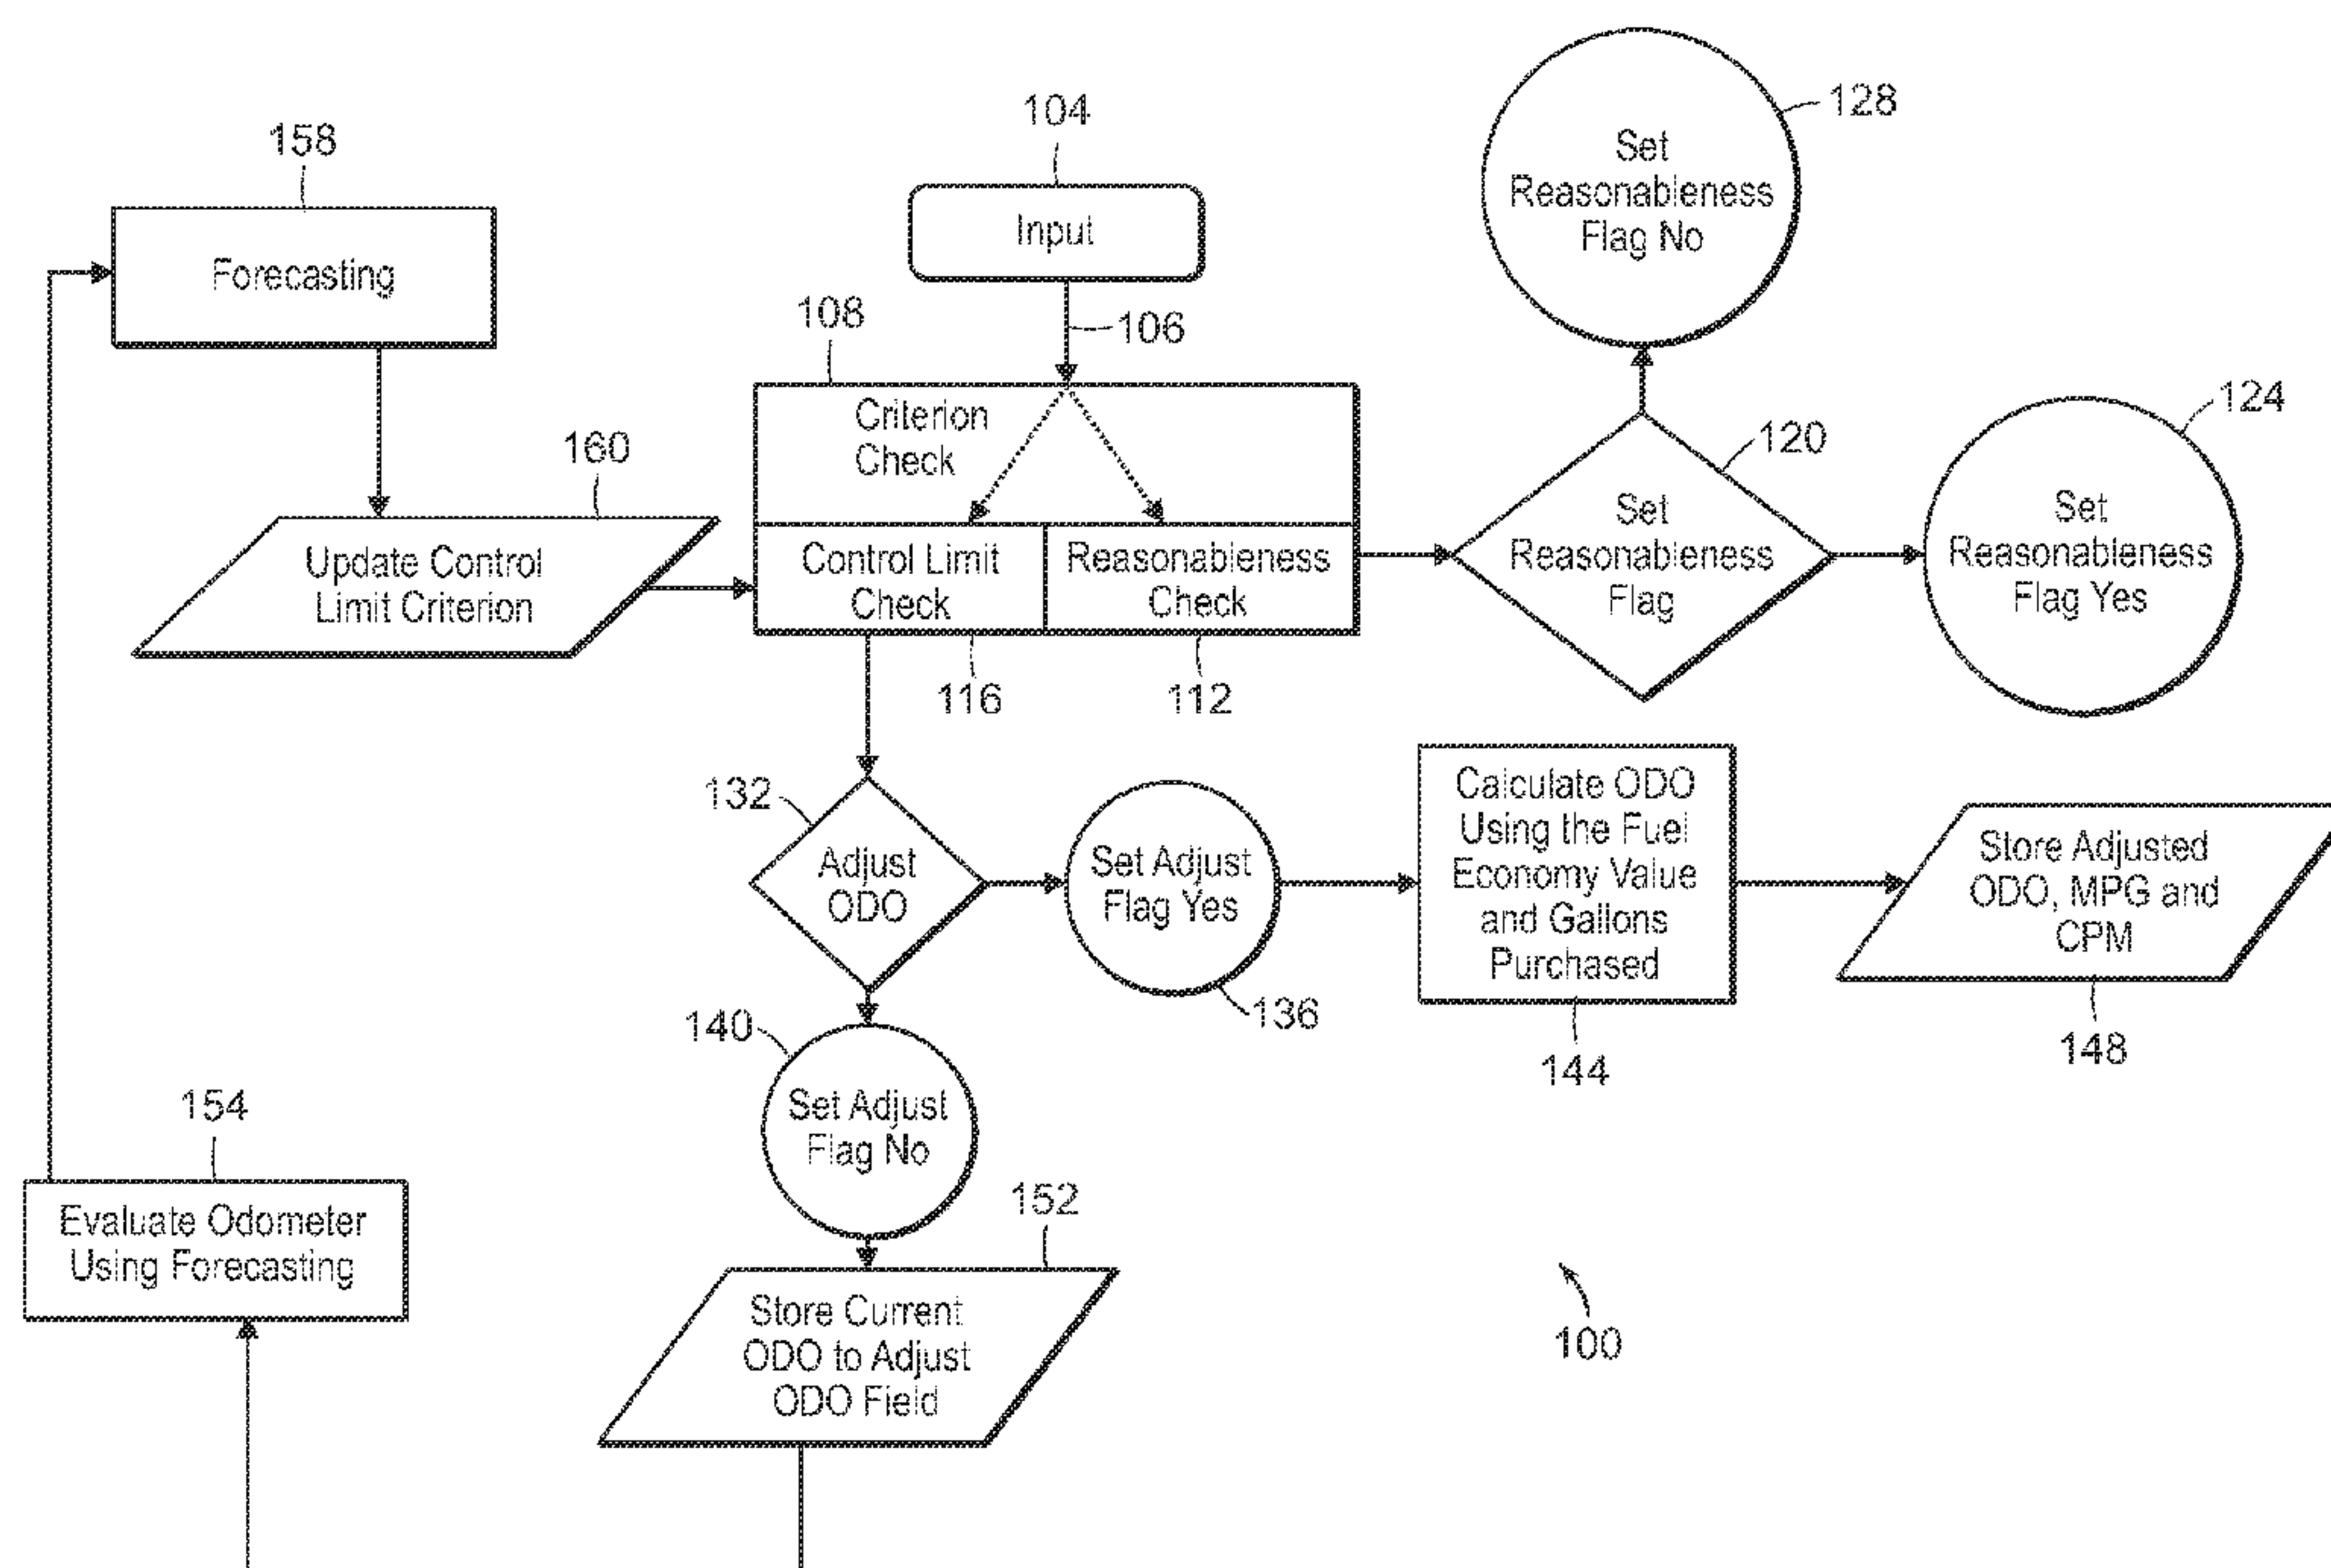 104
128
158
Set
Reasonableness
Flag No
Input
Forecasting
108
106
124
Criterion
Check
120
160
Set
Reasonableness
Flag
Set
Reasonableness
Flag Yes
Update Control
Limit Criterion
Control Limit
Check
Reasonableness
Check
116
112
132
Adjust
ODO
Set Adjust
Flag Yes
Calculate ODO
Using the Fuel
Economy Value
and Gallons
Purchased
Store Adjusted
ODO, MPG and
CPM
136
140
144
148
Set Adjust
Flag No
154
Evaluate Odometer
Using Forecasting
152
Store Current
ODO to Adjust
ODO Field
100